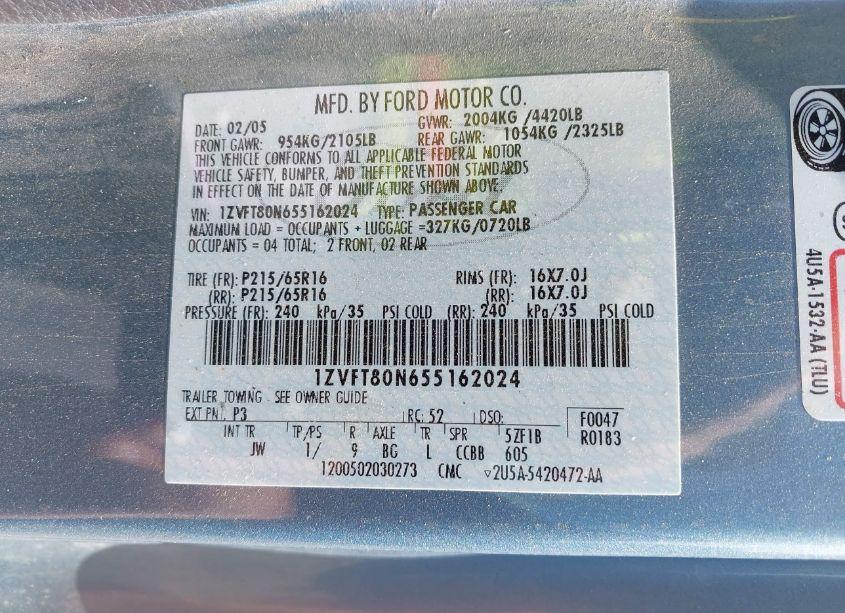 MFD. BY FORD MOTOR CO.
DATE: 02/05 GVWR: 2004KG /4420LB
FRONT GAWR: 954KG/2105LB REAR GAWR: 1054KG /2325LB
THIS VEHICLE CONFORMS TO ALL APPLICABLE FEDERAL MOTOR
VEHICLE SAFETY, BUMPER, AND THEFT PREVENTION STANDARDS
IN EFFECT ON THE DATE OF MANUFACTURE SHOWN ABOVE.
VIN: 1ZVFT80N655162024 TYPE: PASSENGER CAR
MAXIMUM LOAD = OCCUPANTS + LUGGAGE =327KG/0720LB
OCCUPANTS = 04 TOTAL; 2 FRONT, 02 REAR
TIRE (FR): P215/65R16 RIMS (FR): 16X7.0J
(RR): P215/65R16 (RR): 16X7.0J
PRESSURE (FR): 240 kPa/35 PSI COLD (RR): 240 kPa/35 PSI COLD
1ZVFT80N655162024
TRAILER TOWING - SEE OWNER GUIDE
EXT PNT: P3 RC: 52 DSO: F0047
INT TR TP/PS R AXLE TR SPR 5ZF1B R0183
JW 1/ 9 BG L CCBB 605
1200502030273 CMC ▿2U5A-5420472-AA
4U5A-1532-AA (TLU)